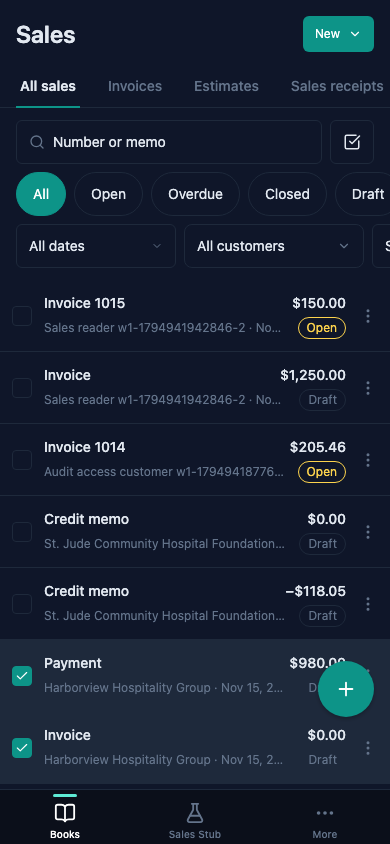 Sales
New
All sales Invoices Estimates Sales receipts
Number or memo
All Open Overdue Closed Draft
All dates All customers S
Invoice 1015 $150.00
Sales reader w1-1794941942846-2 · No... Open
Invoice $1,250.00
Sales reader w1-1794941942846-2 · No... Draft
Invoice 1014 $205.46
Audit access customer w1-17949418776... Open
Credit memo $0.00
St. Jude Community Hospital Foundation... Draft
Credit memo −$118.05
St. Jude Community Hospital Foundation... Draft
Payment $980.00
Harborview Hospitality Group · Nov 15, 2...
Invoice $0.00
Harborview Hospitality Group · Nov 15, 2... Draft
Books Sales Stub More